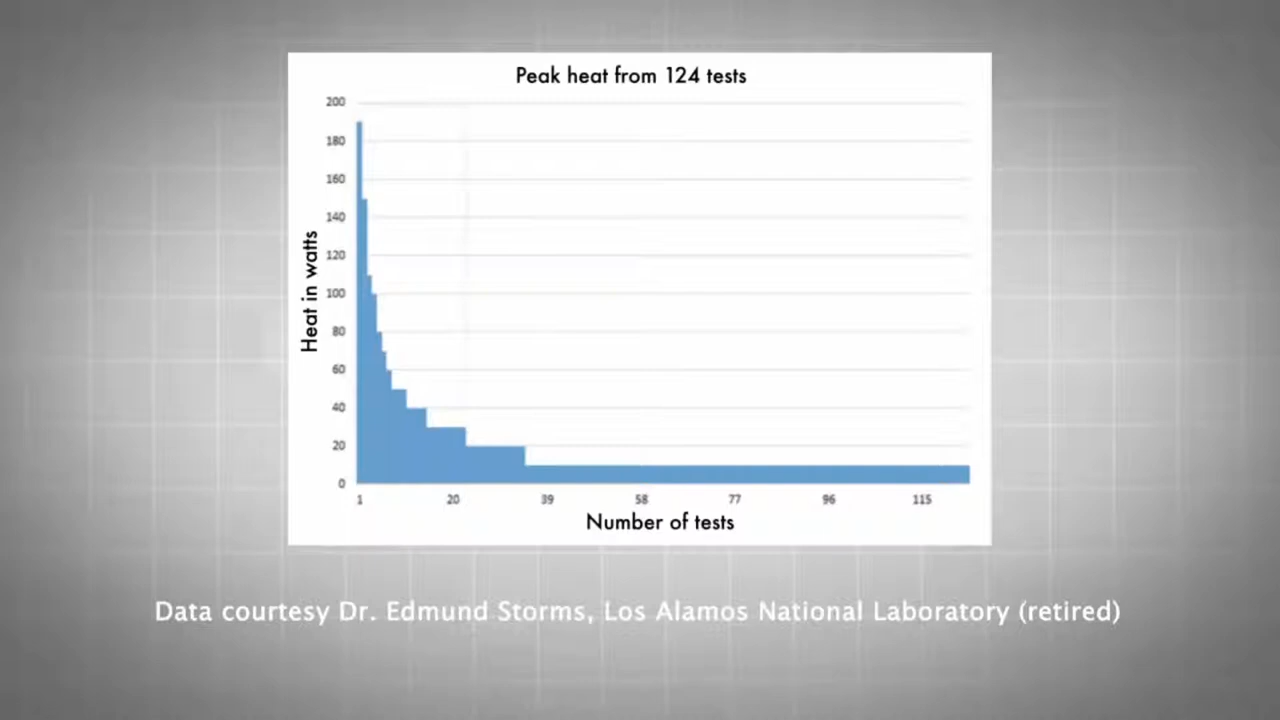 Peak heat from 124 tests
200
180
160
140
120
100
80
60
40
20
0
Heat in watts
1 20 39 58 77 96 115
Number of tests
Data courtesy Dr. Edmund Storms, Los Alamos National Laboratory (retired)